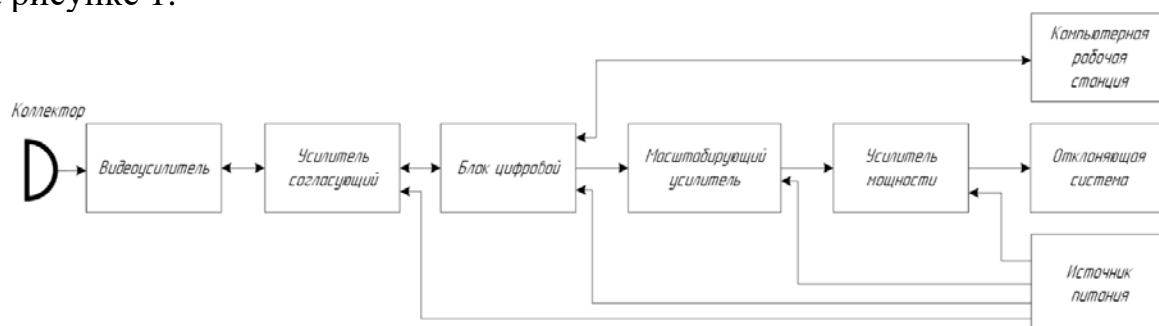 рисунке 1.
Компьютерная
рабочая
станция
Коллектор
Видеоусилитель
Усилитель
согласующий
Блок цифровой
Масштабирующий
усилитель
Усилитель
мощности
Отклоняющая
система
Источник
питания